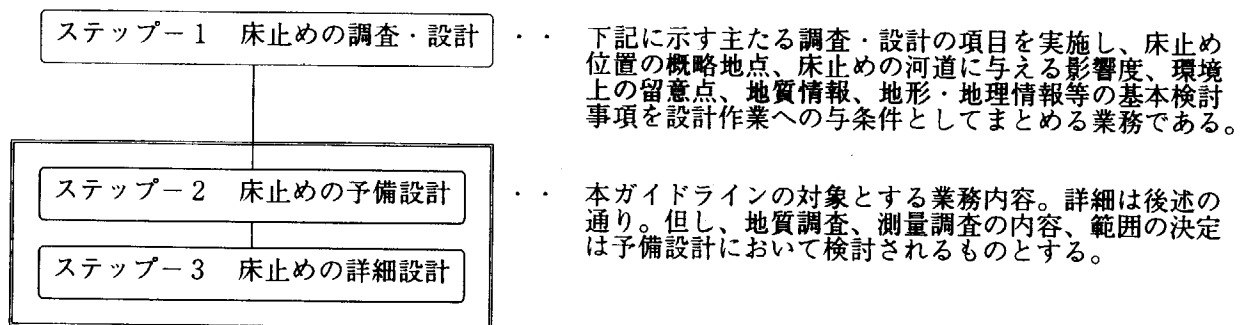 ステップ－１　床止めの調査・設計　・・　下記に示す主たる調査・設計の項目を実施し、床止め
位置の概略地点、床止めの河道に与える影響度、環境
上の留意点、地質情報、地形・地理情報等の基本検討
事項を設計作業への与条件としてまとめる業務である。
ステップ－２　床止めの予備設計　・・　本ガイドラインの対象とする業務内容。詳細は後述の
通り。但し、地質調査、測量調査の内容、範囲の決定
は予備設計において検討されるものとする。
ステップ－３　床止めの詳細設計